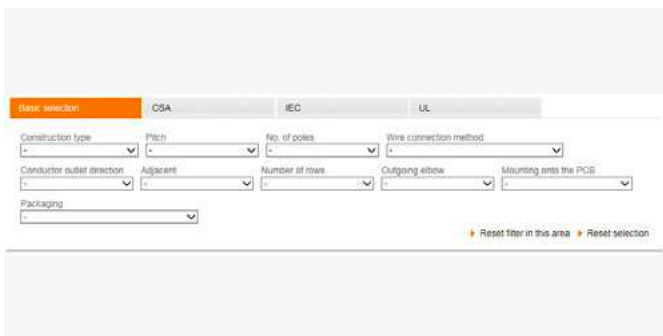 Basic selection CSA IEC UL
Construction type Pitch No. of poles Wire connection method
- - - -
Conductor outlet direction Adjacent Number of rows Outgoing elbow Mounting onto the PCB
- - - - -
Packaging
-
Reset filter in this area Reset selection